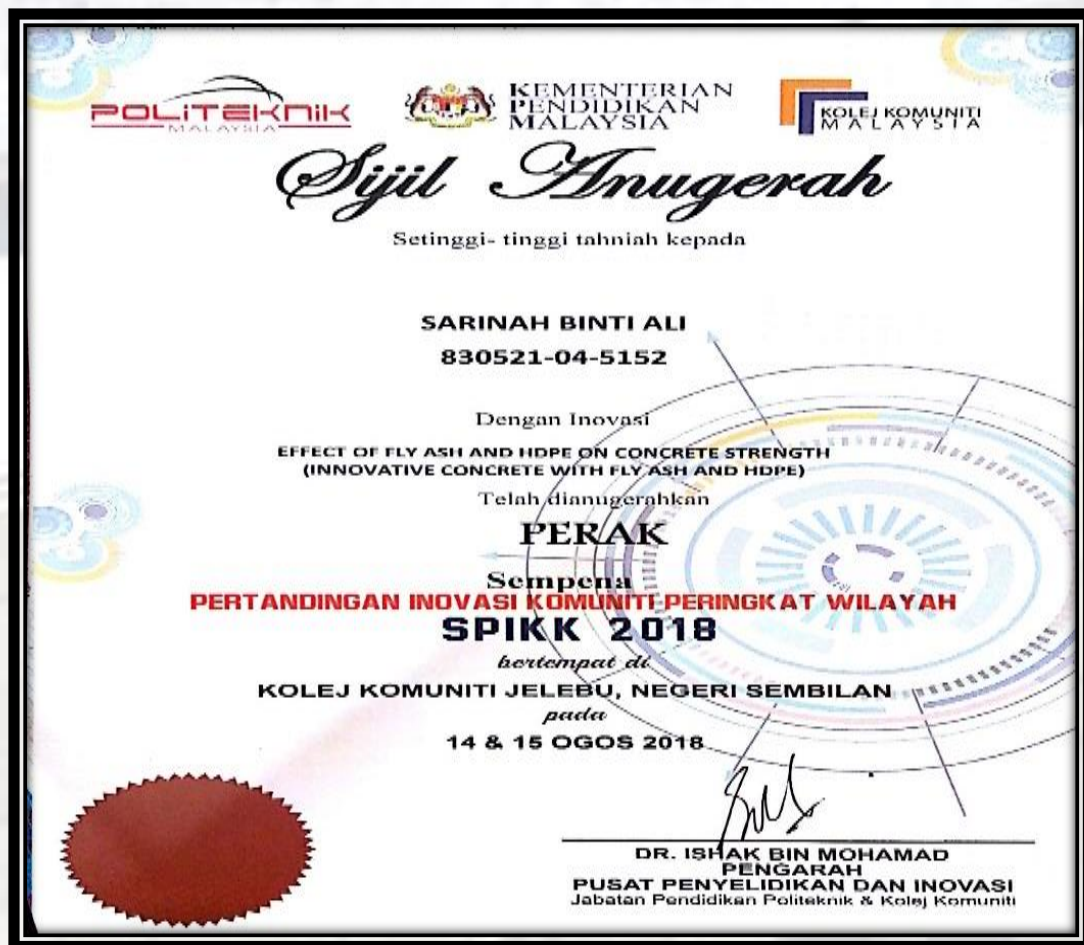 POLITEKNIK
MALAYSIA
KEMENTERIAN
PENDIDIKAN
MALAYSIA
KOLEJ KOMUNITI
MALAYSIA
Sijil Anugerah
Setinggi- tinggi tahniah kepada
SARINAH BINTI ALI
830521-04-5152
Dengan Inovasi
EFFECT OF FLY ASH AND HDPE ON CONCRETE STRENGTH
(INNOVATIVE CONCRETE WITH FLY ASH AND HDPE)
Telah dianugerahkan
PERAK
Sempena
PERTANDINGAN INOVASI KOMUNITI PERINGKAT WILAYAH
SPIKK 2018
bertempat di
KOLEJ KOMUNITI JELEBU, NEGERI SEMBILAN
pada
14 & 15 OGOS 2018
DR. ISHAK BIN MOHAMAD
PENGARAH
PUSAT PENYELIDIKAN DAN INOVASI
Jabatan Pendidikan Politeknik & Kolej Komuniti